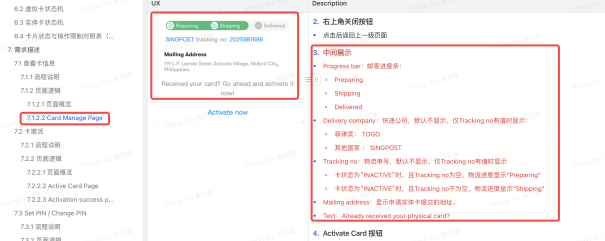 6.2 虚拟卡状态机
6.3 实体卡状态机
6.4 卡片状态与操作限制对照表（...
7. 需求描述
7.1 查看卡信息
7.1.1 流程说明
7.1.2 页面逻辑
7.1.2.1 页面概览
7.1.2.2 Card Manage Page
7.2 卡激活
7.2.1 流程说明
7.2.2 页面逻辑
7.2.2.1 页面概览
7.2.2.2 Active Card Page
7.2.2.3 Activation success p...
7.3 Set PIN / Change PIN
7.3.1 流程说明
7.3.2 页面逻辑
UX
Preparing
Shipping
Delivered
SINGPOST tracking no. 2025881688
Mailing Address
119 L.P. Leviste Street Salcedo Village, Makati City,
Philippines.
Received your card? Go ahead and activate it
now!
Activate now
Description
2. 右上角关闭按钮
点击后返回上一级页面
3. 中间展示
Progress bar：邮寄进度条：
Preparing
Shipping
Delivered
Delivery company：快递公司，默认不显示，仅Tracking no有值时显示：
菲律宾：TOGO
其他国家：SINGPOST
Tracking no：物流单号，默认不显示，仅Tracking no有值时显示
卡状态为"INACTIVE"时，且Tracking no为空，物流进度显示"Preparing"
卡状态为"INACTIVE"时，且Tracking no不为空，物流进度显示"Shipping"
Mailing address：显示申请实体卡提交的地址；
Text：Already received your physical card?
4. Activate Card 按钮